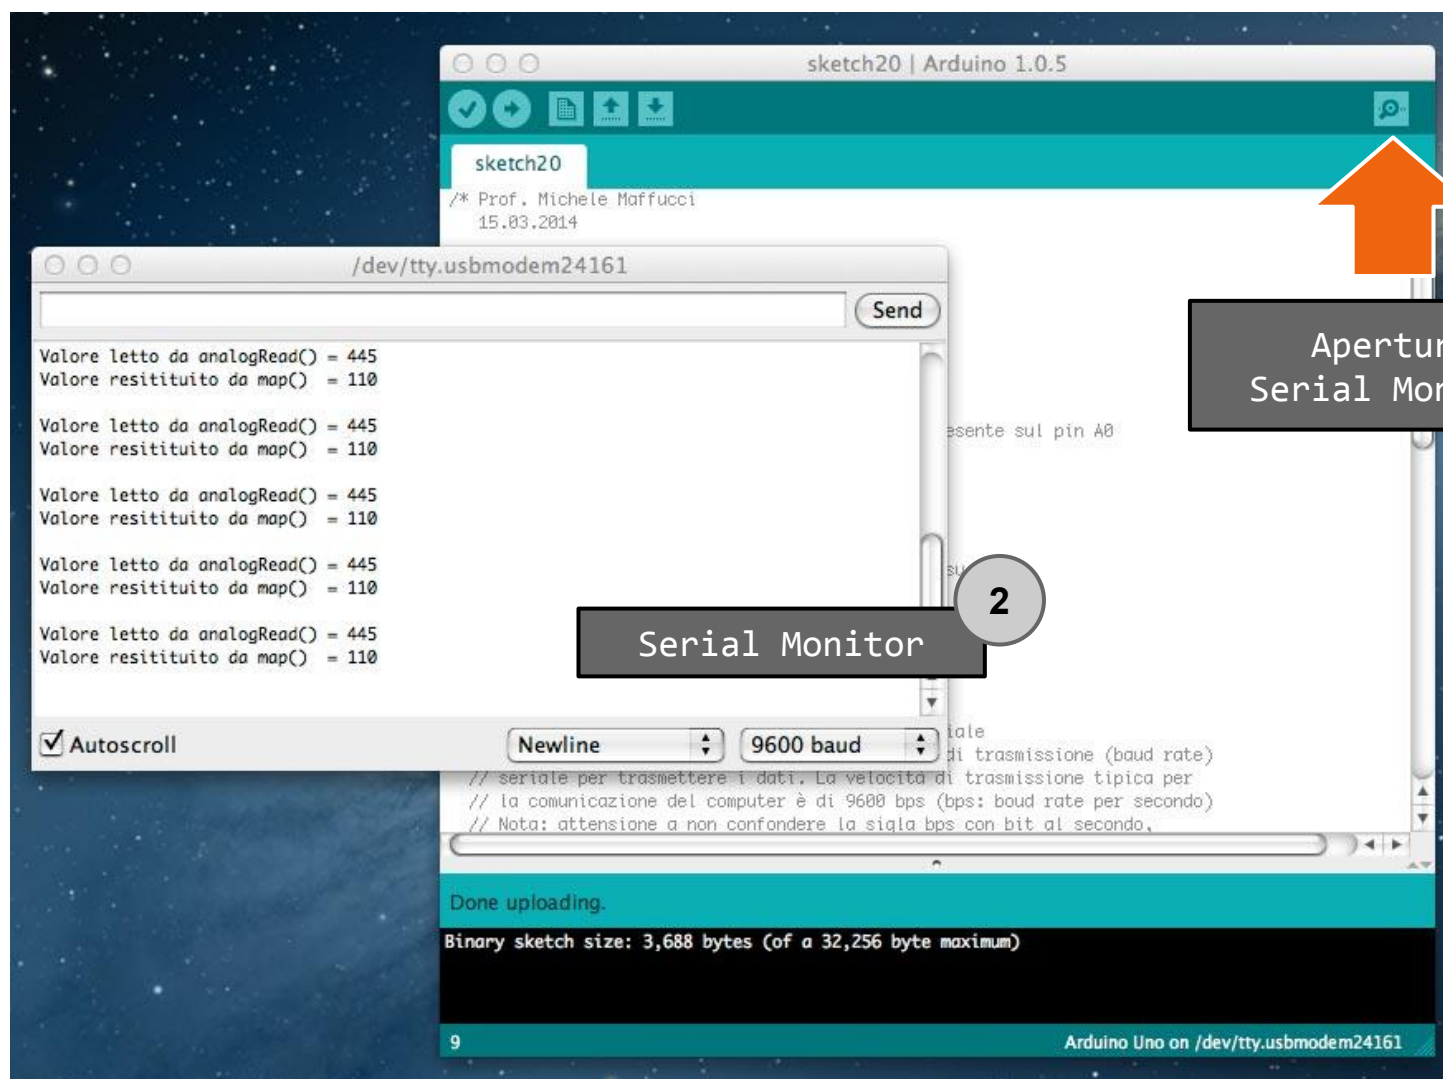 sketch20 | Arduino 1.0.5
sketch20
/* Prof. Michele Maffucci
15.03.2014
/dev/tty.usbmodem24161
Send
Valore letto da analogRead() = 445
Valore resitituito da map() = 110
Valore letto da analogRead() = 445
Valore resitituito da map() = 110
Valore letto da analogRead() = 445
Valore resitituito da map() = 110
Valore letto da analogRead() = 445
Valore resitituito da map() = 110
Valore letto da analogRead() = 445
Valore resitituito da map() = 110
Autoscroll
Newline
9600 baud
Apertur
Serial Mon
esente sul pin A0
su
2
Serial Monitor
iale
di trasmissione (baud rate)
// seriale per trasmettere i dati. La velocità di trasmissione tipica per
// la comunicazione del computer è di 9600 bps (bps: boud rate per secondo)
// Nota: attensione a non confondere la sigla bps con bit al secondo,
Done uploading.
Binary sketch size: 3,688 bytes (of a 32,256 byte maximum)
9
Arduino Uno on /dev/tty.usbmodem24161